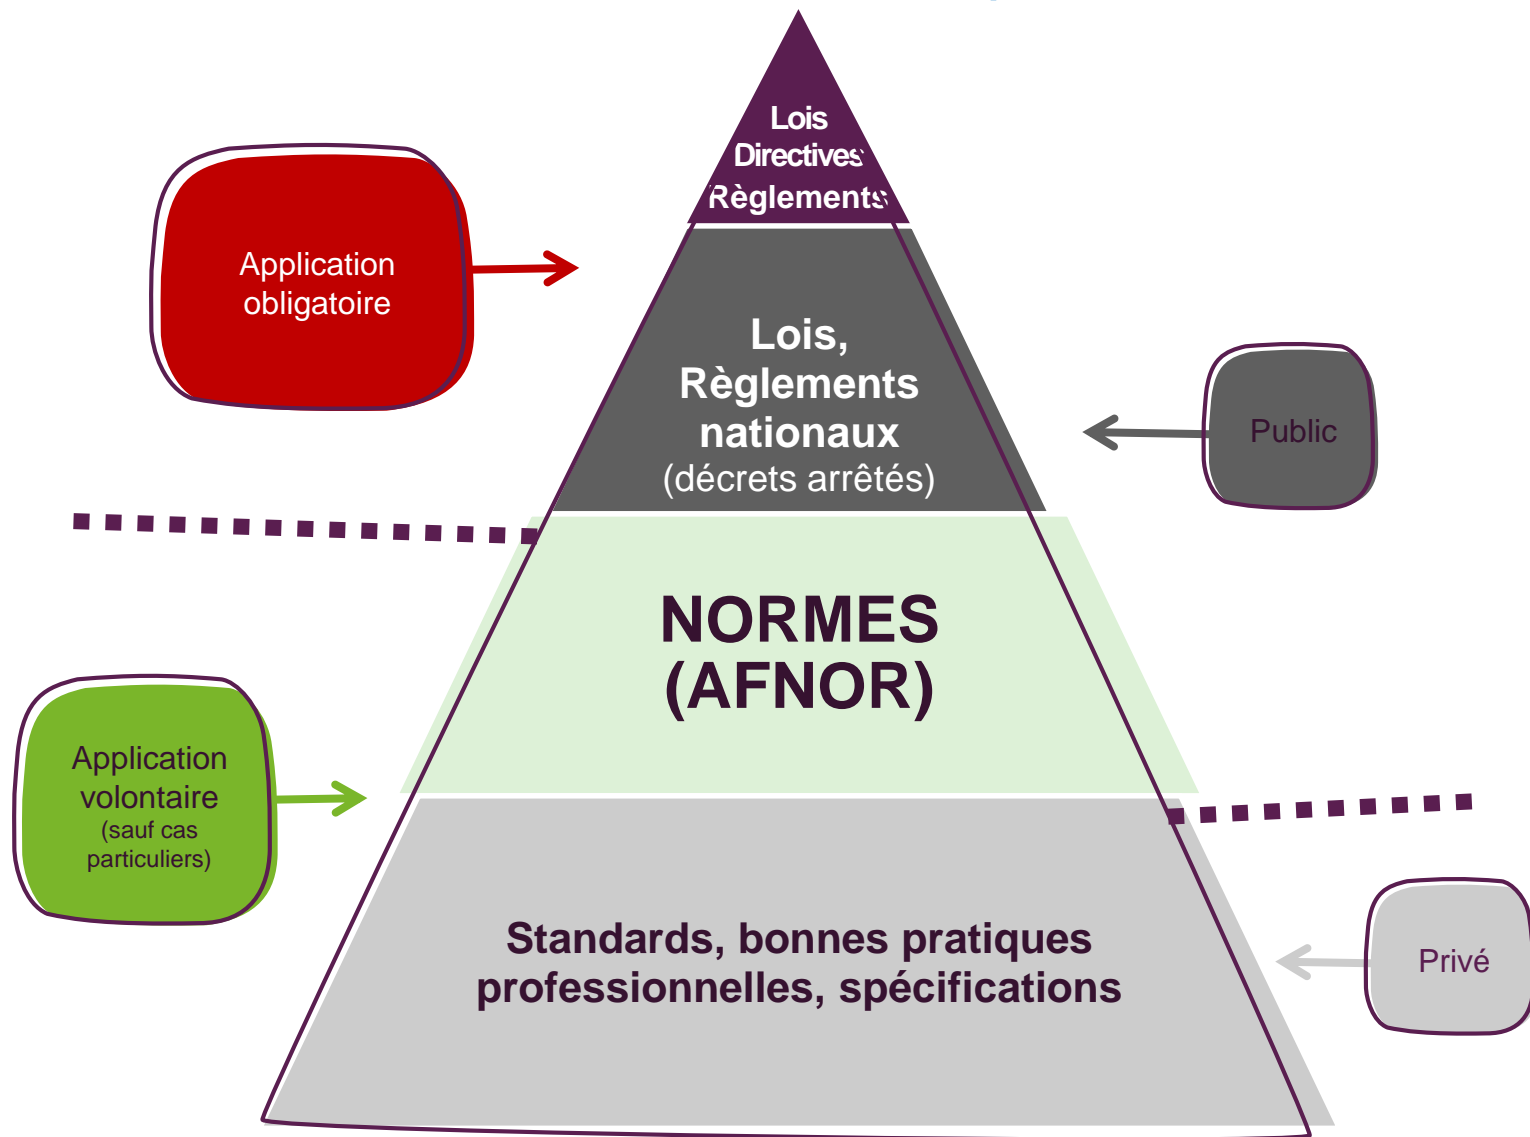 Lois
Directives
Règlements
Application
obligatoire
Lois,
Règlements
nationaux
(décrets arrêtés)
Public
NORMES
(AFNOR)
Application
volontaire
(sauf cas
particuliers)
Standards, bonnes pratiques
professionnelles, spécifications
Privé